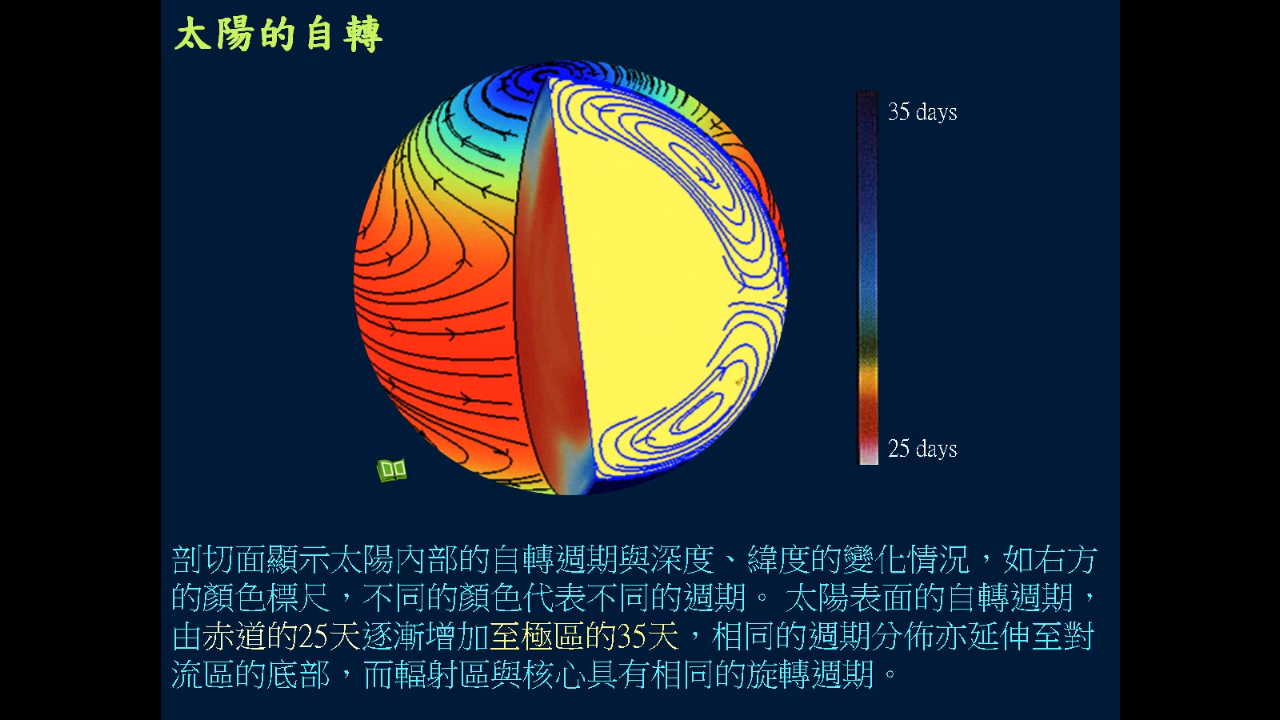 太陽的自轉
35 days
25 days
剖切面顯示太陽內部的自轉週期與深度、緯度的變化情況，如右方
的顏色標尺，不同的顏色代表不同的週期。 太陽表面的自轉週期，
由赤道的25天逐漸增加至極區的35天，相同的週期分佈亦延伸至對
流區的底部，而輻射區與核心具有相同的旋轉週期。